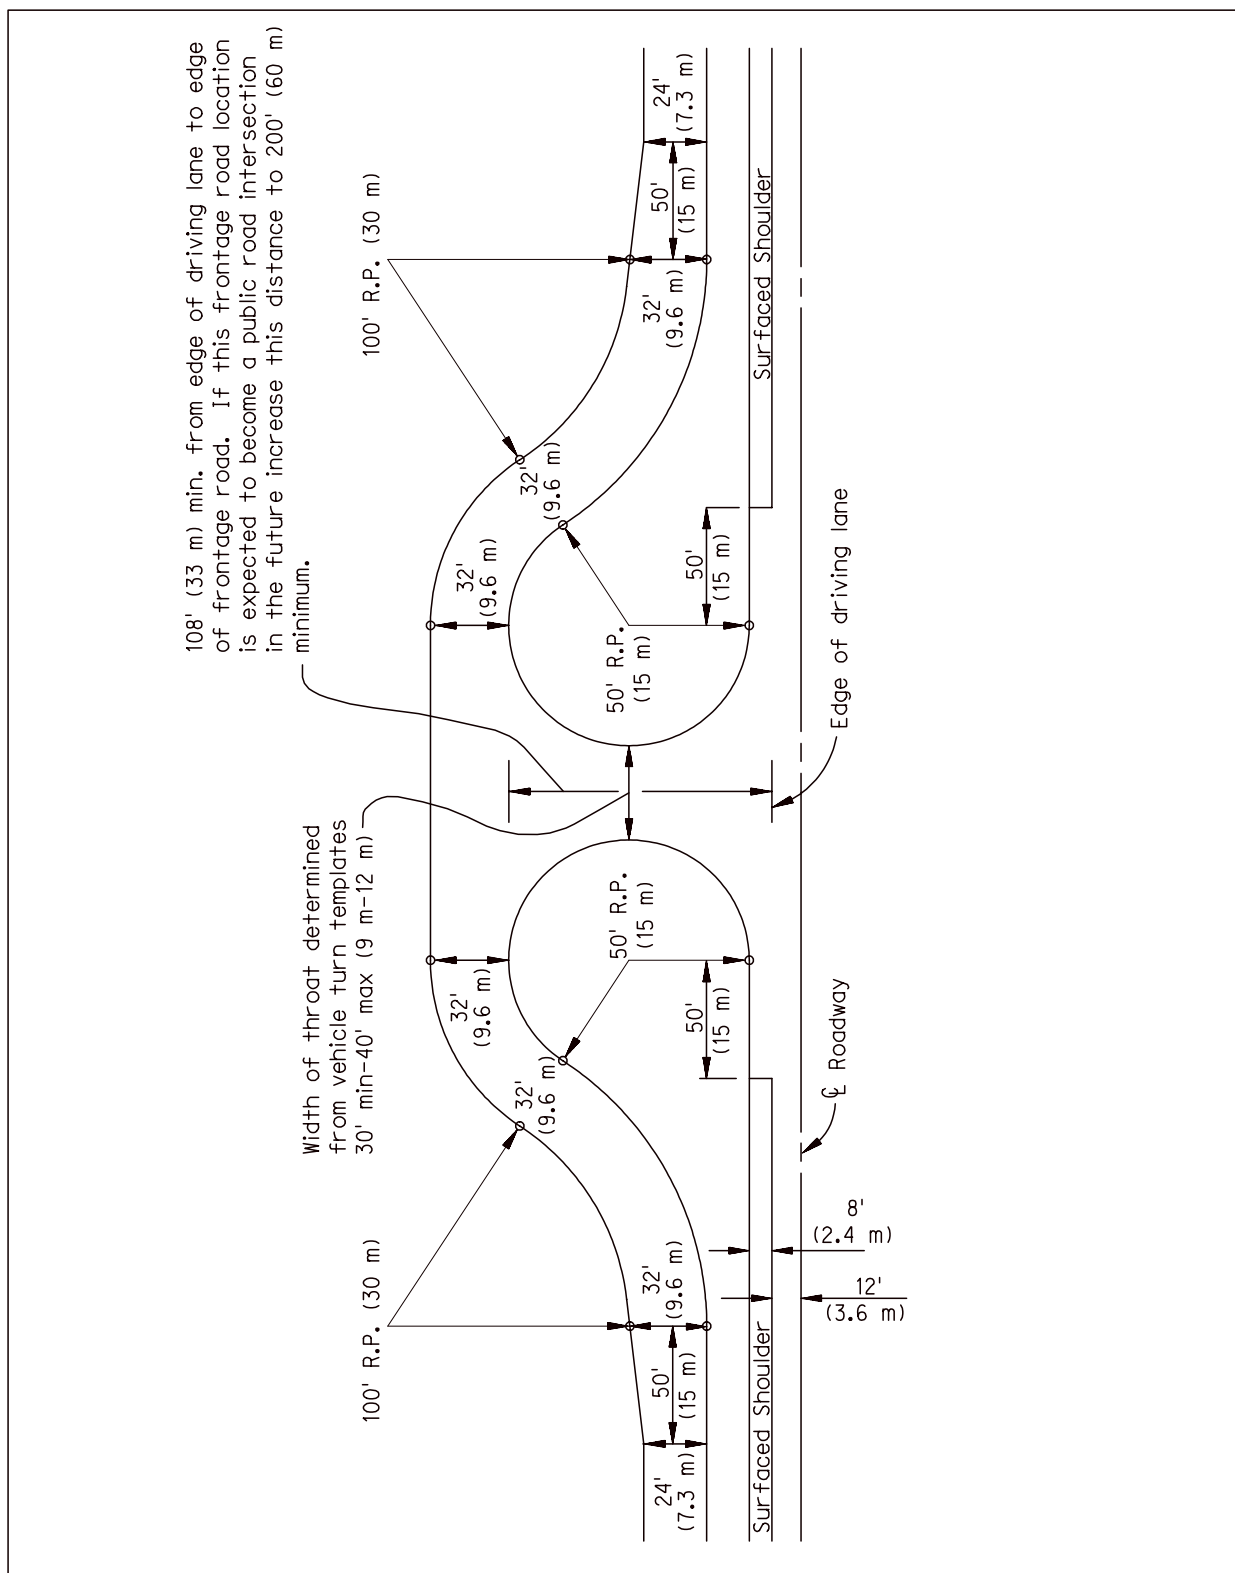 108' (33 m) min. from edge of driving lane to edge
of frontage road. If this frontage road location
is expected to become a public road intersection
in the future increase this distance to 200' (60 m)
minimum.
Width of throat determined
from vehicle turn templates
30' min-40' max (9 m-12 m)
100' R.P. (30 m)
100' R.P. (30 m)
24'
(7.3 m)
50'
(15 m)
32'
(9.6 m)
32'
(9.6 m)
32'
(9.6 m)
50' R.P.
(15 m)
50'
(15 m)
Surfaced Shoulder
Edge of driving lane
32'
(9.6 m)
32'
(9.6 m)
50' R.P.
(15 m)
50'
(15 m)
32'
(9.6 m)
50'
(15 m)
24'
(7.3 m)
Surfaced Shoulder
℄ Roadway
8'
(2.4 m)
12'
(3.6 m)